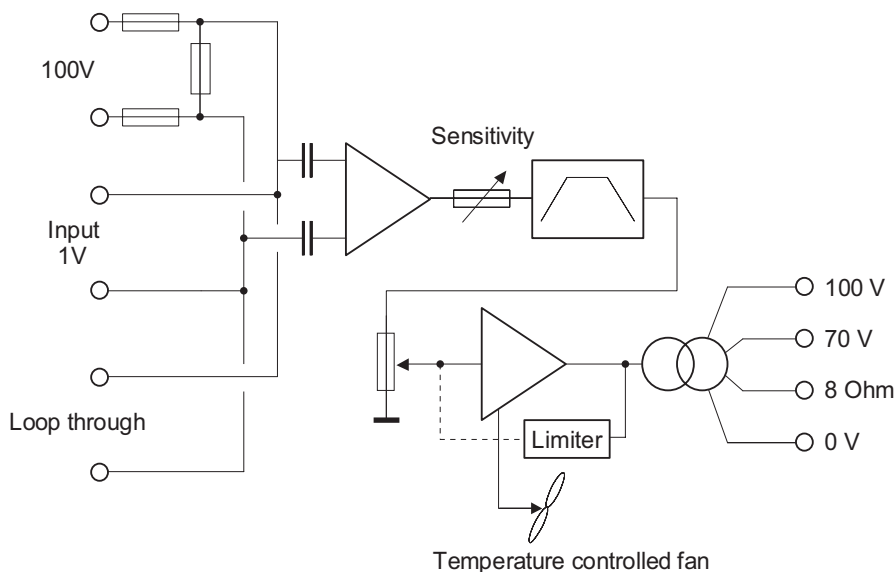 100V
Sensitivity
Input
1V
100 V
70 V
8 Ohm
Loop through
Limiter
0 V
Temperature controlled fan